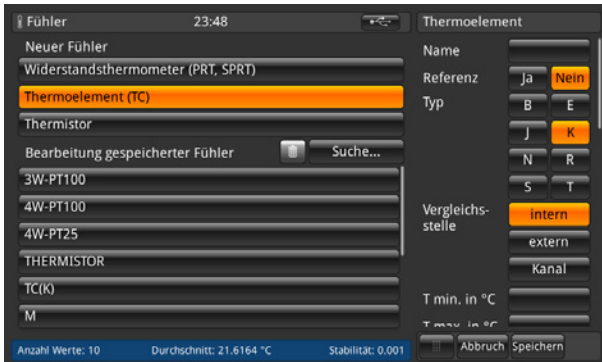 Fühler 23:48
Neuer Fühler
Widerstandsthermometer (PRT, SPRT)
Thermoelement (TC)
Thermistor
Bearbeitung gespeicherter Fühler Suche...
3W-PT100
4W-PT100
4W-PT25
THERMISTOR
TC(K)
M
Anzahl Werte: 10 Durchschnitt: 21.6164 °C Stabilität: 0.001
Thermoelement
Name
Referenz Ja Nein
Typ B E
J K
N R
S T
Vergleichs-
stelle
intern
extern
Kanal
T min. in °C
T max. in °C
Abbruch Speichern